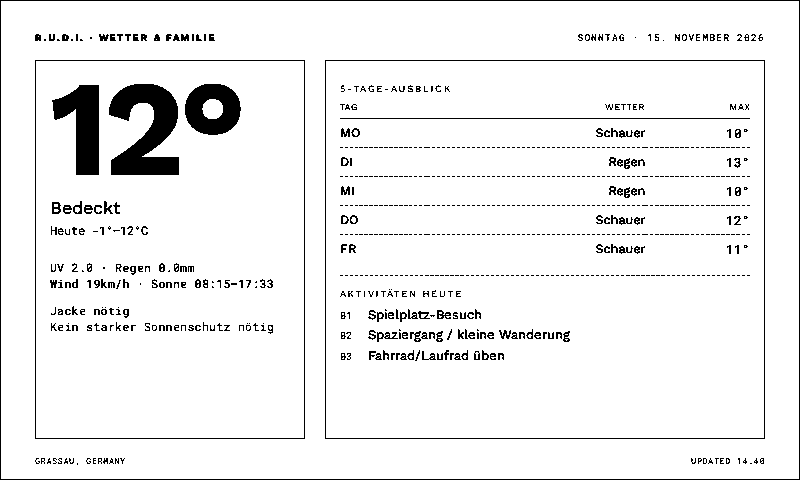 R.U.D.I. · WETTER & FAMILIE
SONNTAG · 15. NOVEMBER 2026
12°
Bedeckt
Heute -1°–12°C
UV 2.0 · Regen 0.0mm
Wind 19km/h · Sonne 08:15–17:33
Jacke nötig
Kein starker Sonnenschutz nötig
5-TAGE-AUSBLICK
TAG WETTER MAX
MO Schauer 10°
DI Regen 13°
MI Regen 10°
DO Schauer 12°
FR Schauer 11°
AKTIVITÄTEN HEUTE
01 Spielplatz-Besuch
02 Spaziergang / kleine Wanderung
03 Fahrrad/Laufrad üben
GRASSAU, GERMANY
UPDATED 14.40